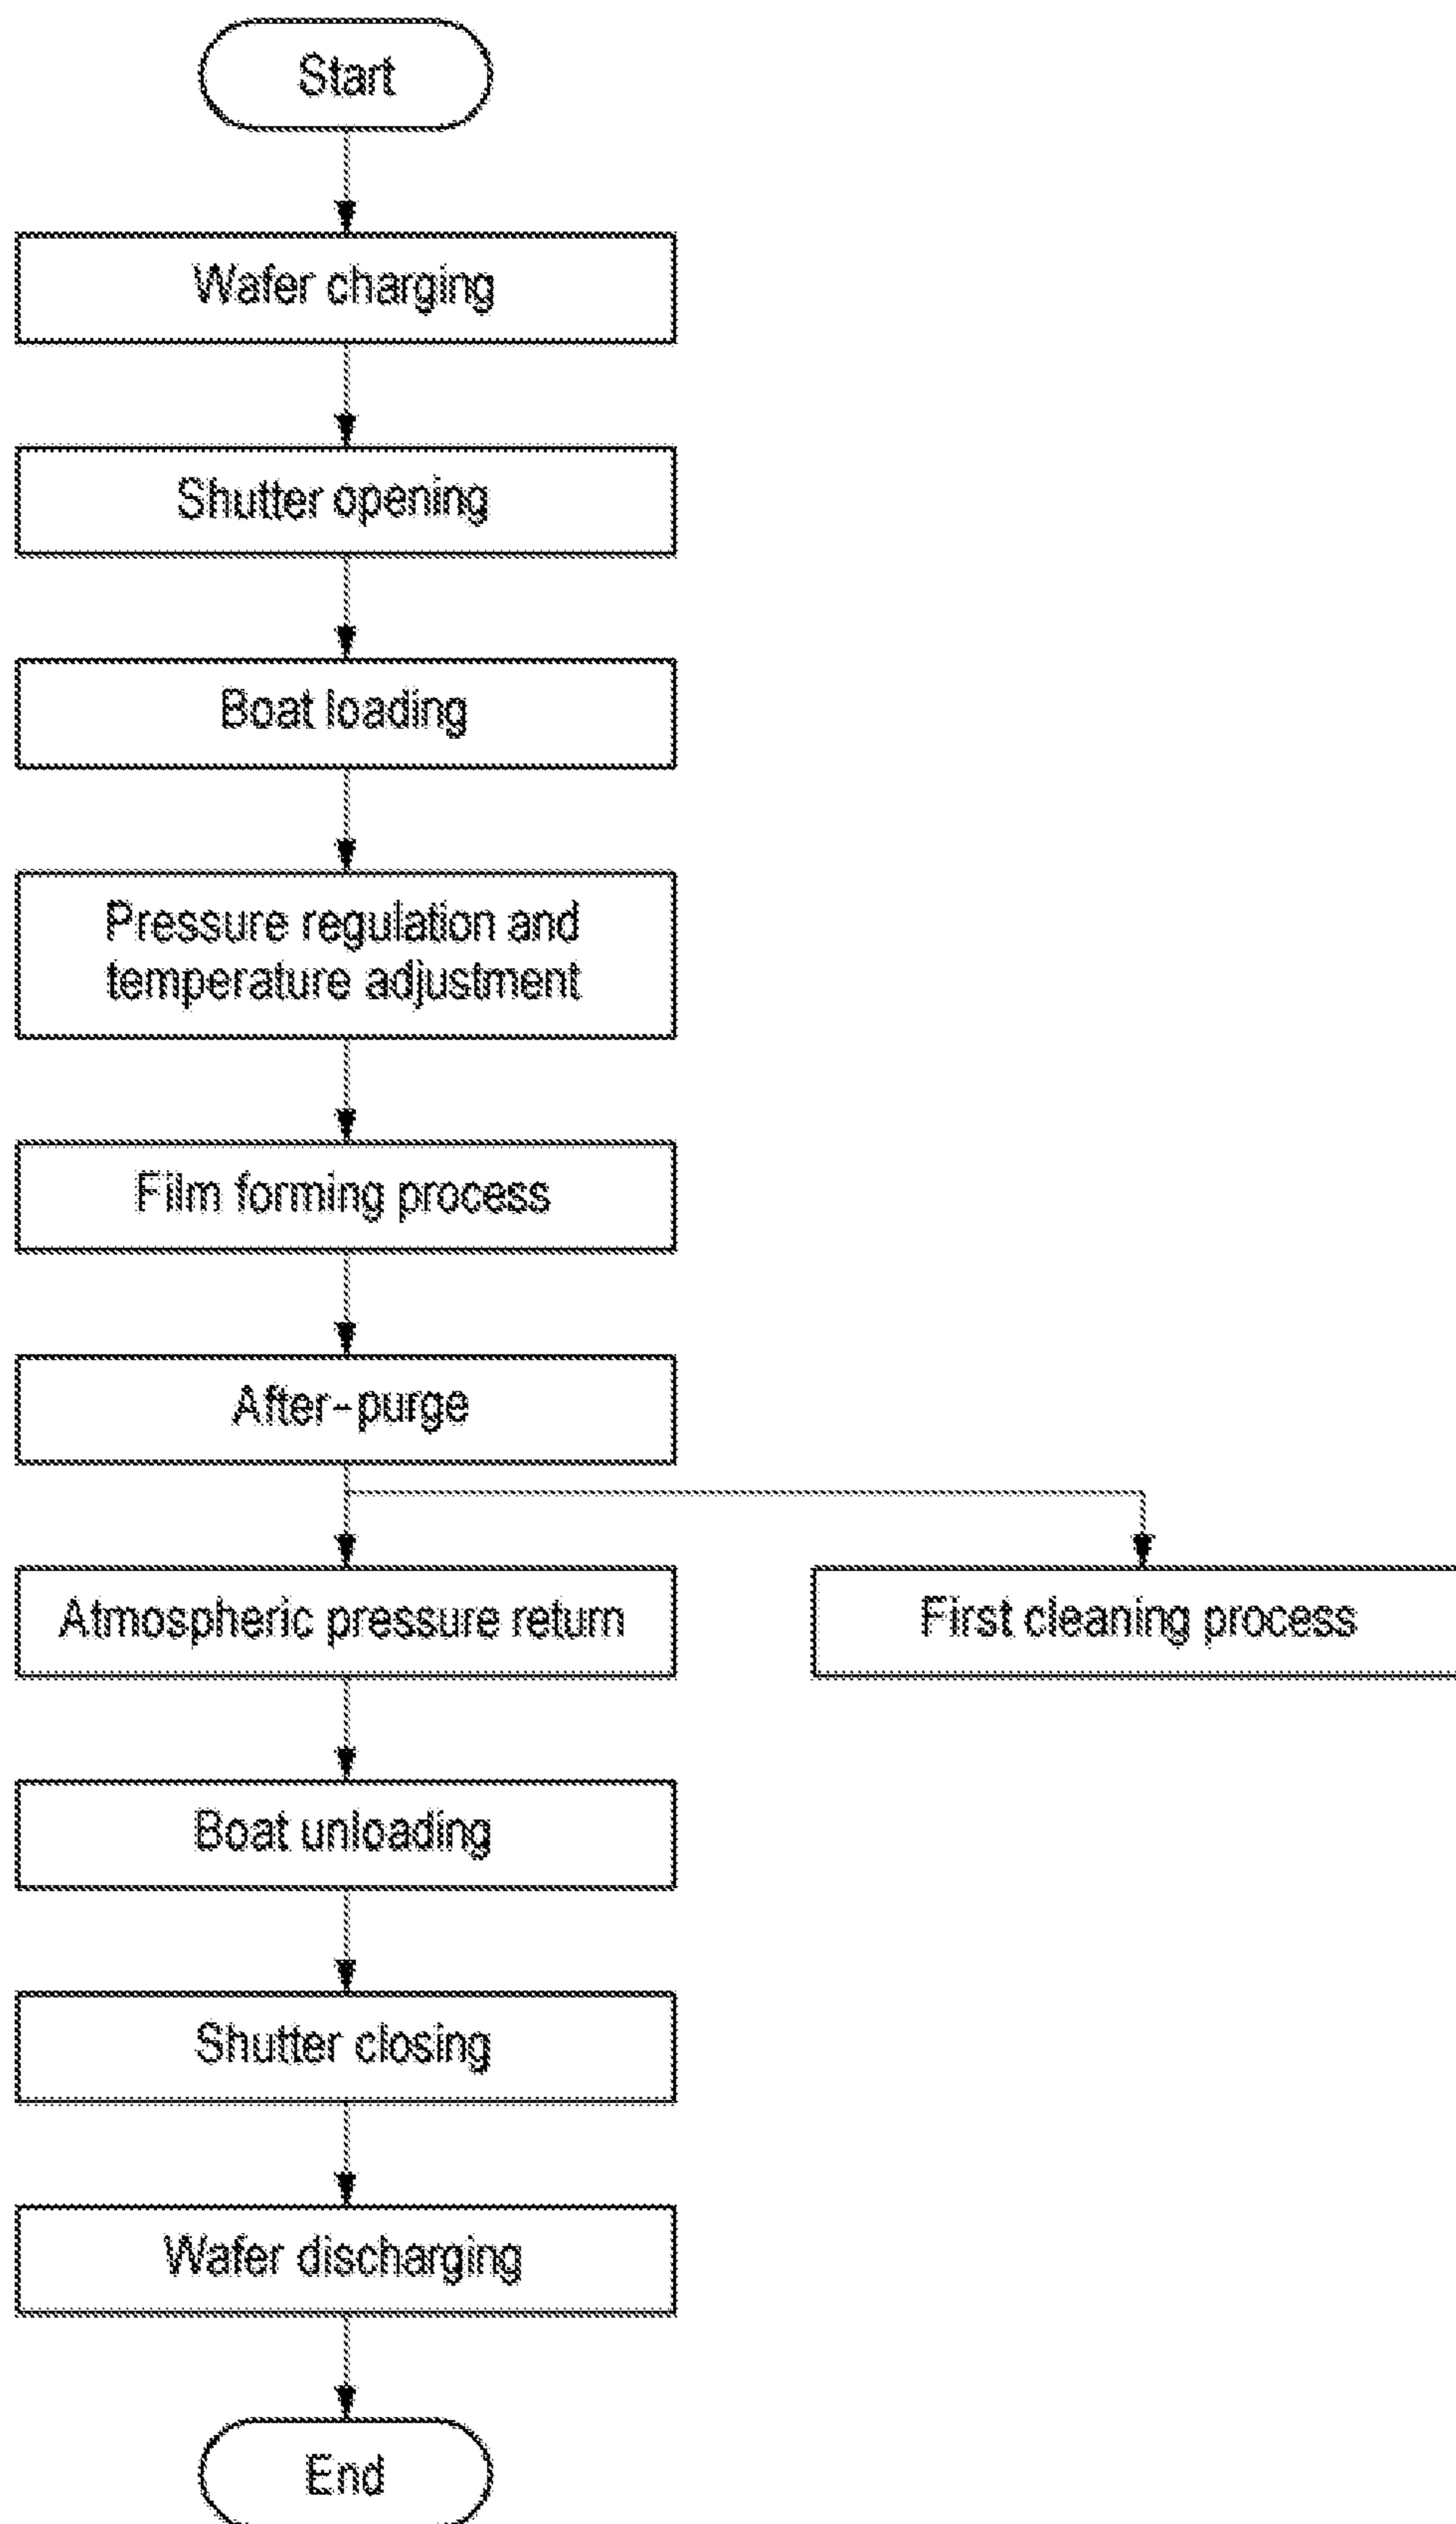 Start
Wafer charging
Shutter opening
Boat loading
Pressure regulation and
temperature adjustment
Film forming process
After-purge
Atmospheric pressure return
First cleaning process
Boat unloading
Shutter closing
Wafer discharging
End